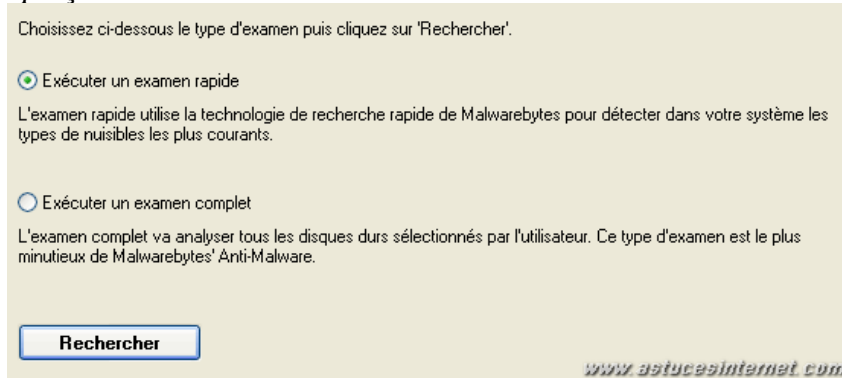 Choisissez ci-dessous le type d'examen puis cliquez sur 'Rechercher'.
Exécuter un examen rapide
L'examen rapide utilise la technologie de recherche rapide de Malwarebytes pour détecter dans votre système les
types de nuisibles les plus courants.
Exécuter un examen complet
L'examen complet va analyser tous les disques durs sélectionnés par l'utilisateur. Ce type d'examen est le plus
minutieux de Malwarebytes' Anti-Malware.
Rechercher
www.astucesinternet.com